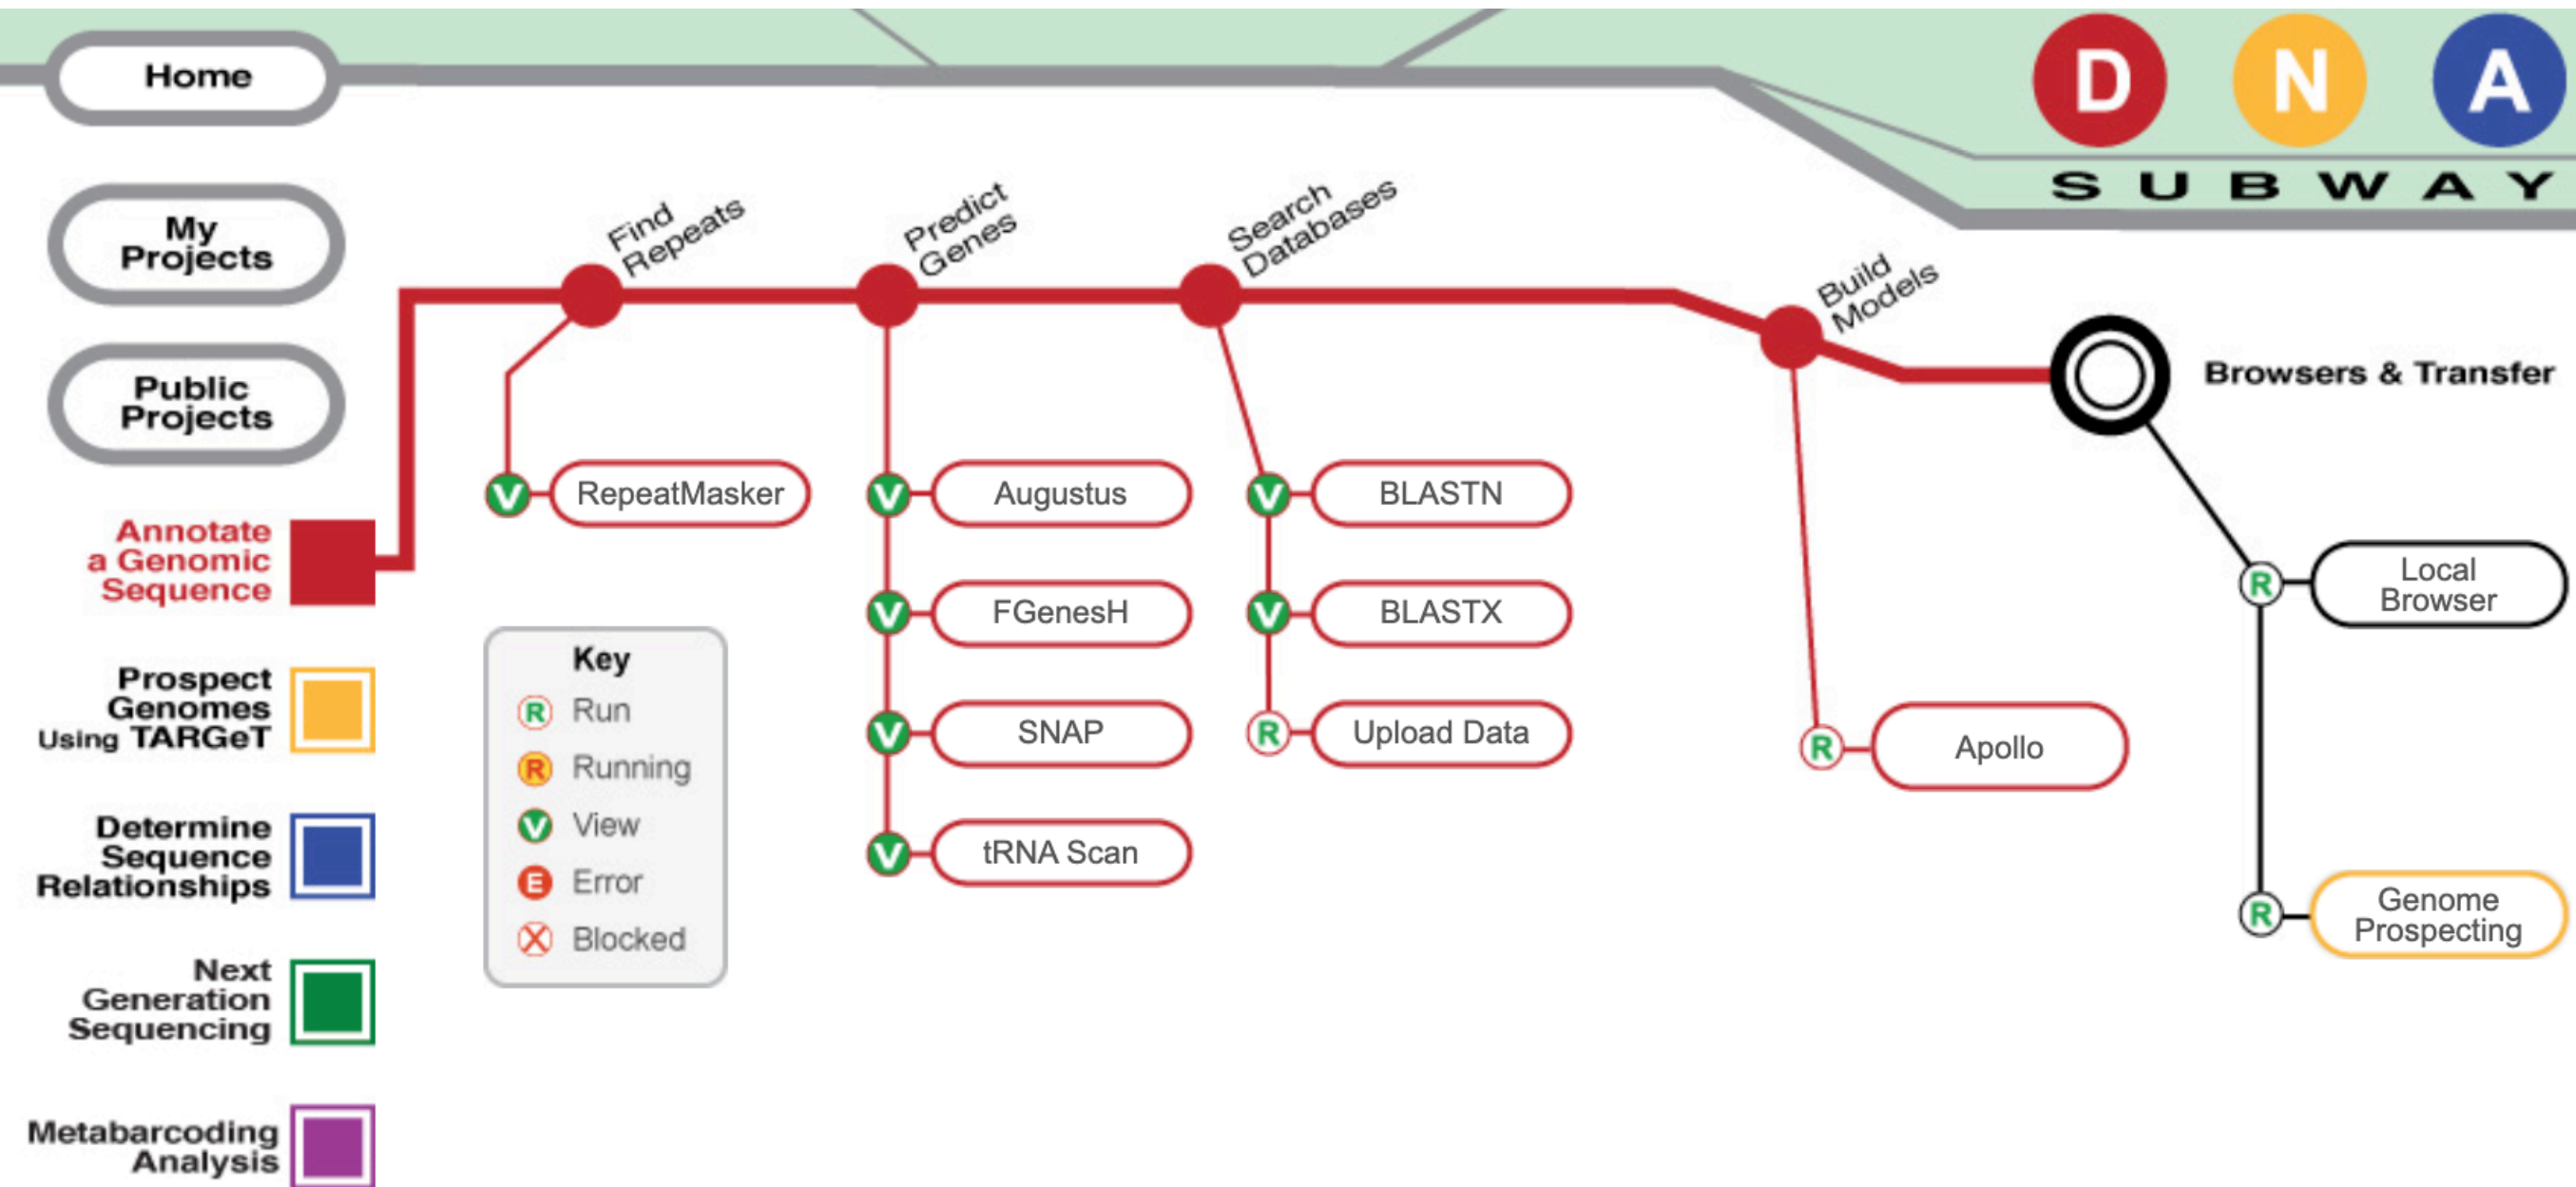 Home
D N A
SUBWAY
My
Projects
Public
Projects
Annotate
a Genomic
Sequence
Prospect
Genomes
Using TARGeT
Determine
Sequence
Relationships
Next
Generation
Sequencing
Metabarcoding
Analysis
Find
Repeats
V RepeatMasker
Key
R Run
R Running
V View
E Error
X Blocked
Predict
Genes
V Augustus
V FGenesH
V SNAP
V tRNA Scan
Search
Databases
V BLASTN
V BLASTX
R Upload Data
Build
Models
R Apollo
Browsers & Transfer
R Local
Browser
R Genome
Prospecting